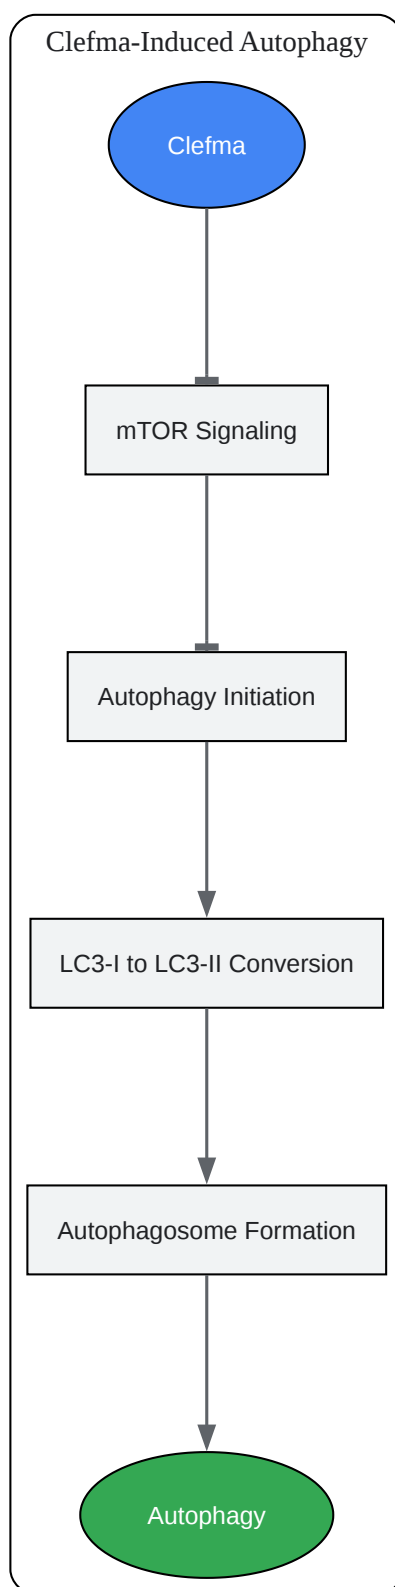 Clefma-Induced Autophagy
Clefma
mTOR Signaling
Autophagy Initiation
LC3-I to LC3-II Conversion
Autophagosome Formation
Autophagy